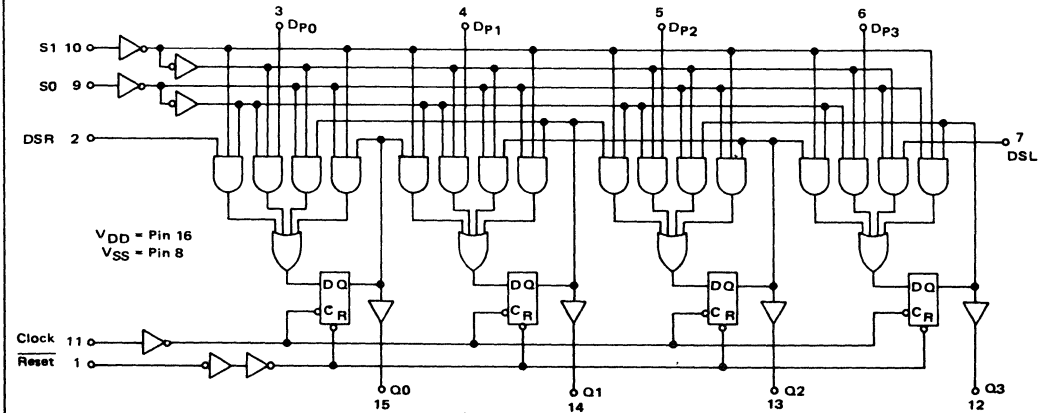 3 4 5 6
DP0 DP1 DP2 DP3
S1 10
S0 9
DSR 2
7
DSL
VDD = Pin 16
VSS = Pin 8
D Q D Q D Q D Q
C R C R C R C R
Clock 11
Reset 1
Q0 Q1 Q2 Q3
15 14 13 12